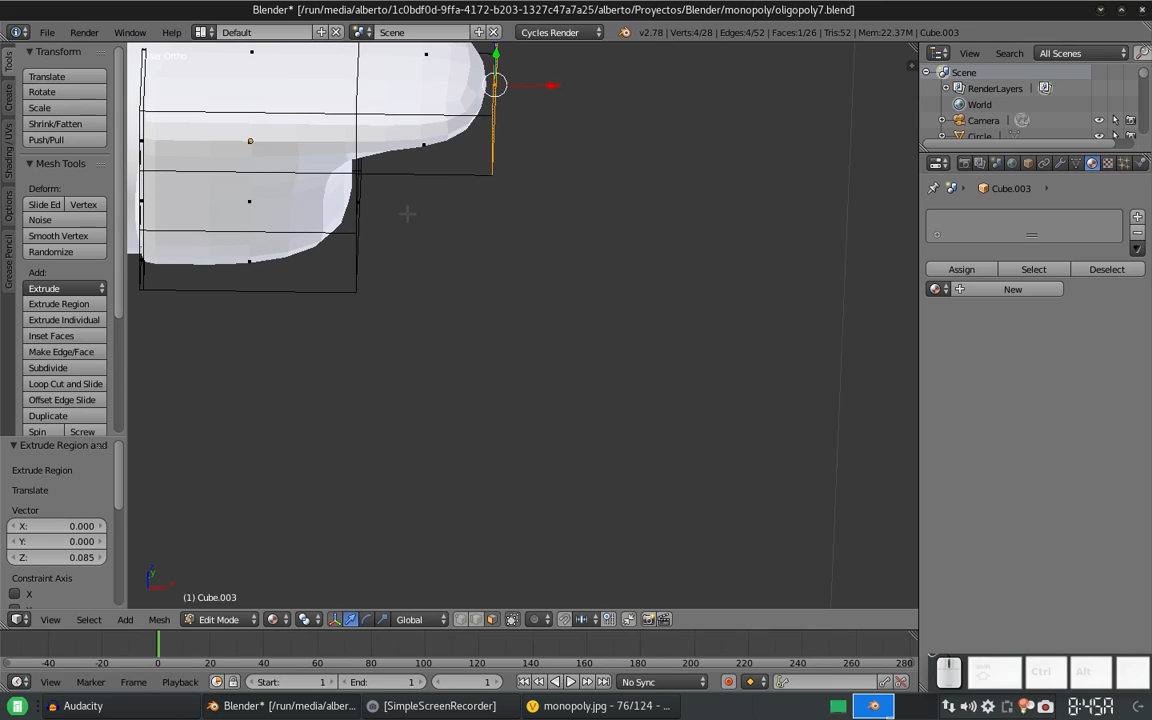 Blender* [/run/media/alberto/1c0bdf0d-9ffa-4172-b203-1327c47a7a25/alberto/Proyectos/Blender/monopoly/oligopoly7.blend]
File Render Window Help Default Scene Cycles Render v2.78 | Verts:4/28 | Edges:4/53 | Faces:1/26 | Tris:52 | Mem:22.37M | Cube.003
Tools
Create
Shading / UVs
Options
Grease Pencil
Transform
Translate
Rotate
Scale
Shrink/Fatten
Push/Pull
Mesh Tools
Deform:
Slide Ed Vertex
Noise
Smooth Vertex
Randomize
Add:
Extrude
Extrude Region
Extrude Individual
Inset Faces
Make Edge/Face
Subdivide
Loop Cut and Slide
Offset Edge Slide
Duplicate
Spin Screw
Extrude Region and
Extrude Region
Translate
Vector
X: 0.000
Y: 0.000
Z: 0.085
Constraint Axis
X
Ortho
(1) Cube.003
View Select Add Mesh Edit Mode Global
View Search All Scenes
Scene
RenderLayers
World
Camera
Circle
Cube.003
Assign Select Deselect
New
-40 -20 0 20 40 60 80 100 120 140 160 180 200 220 240 260 280
View Marker Frame Playback Start: 1 End: 1 1 No Sync
Ctrl Alt
Audacity Blender* [/run/media/alber... [SimpleScreenRecorder] monopoly.jpg - 76/124 - ... 8:45P